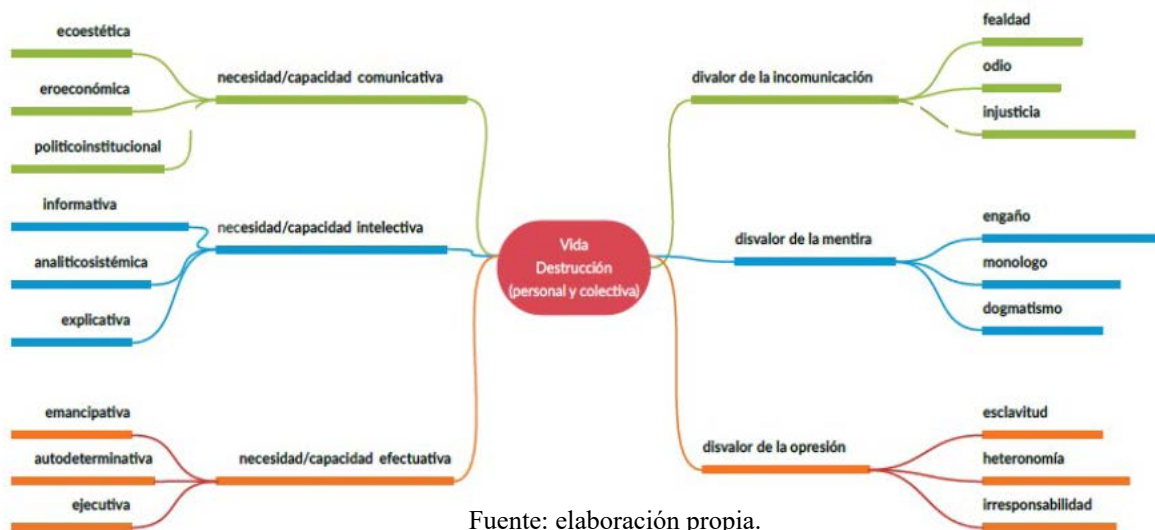 ecoestética
eroeconómica
politicoinstitucional
necesidad/capacidad comunicativa
informativa
analiticosistémica
explicativa
necesidad/capacidad intelectiva
emancipativa
autodeterminativa
ejecutiva
necesidad/capacidad efectuativa
Vida
Destrucción
(personal y colectiva)
divalor de la incomunicación
fealdad
odio
injusticia
disvalor de la mentira
engaño
monologo
dogmatismo
disvalor de la opresión
esclavitud
heteronomía
irresponsabilidad
Fuente: elaboración propia.